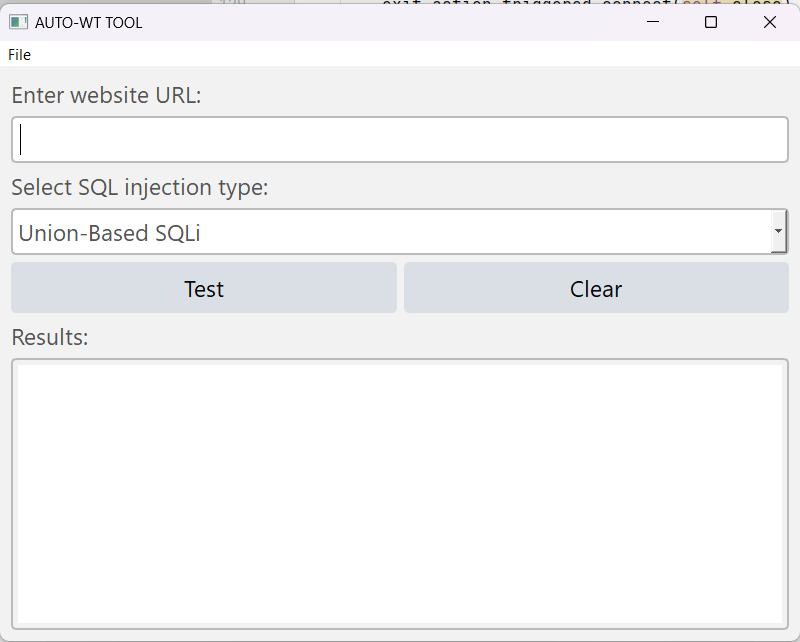 AUTO-WT TOOL
File
Enter website URL:
Select SQL injection type:
Union-Based SQLi
Test Clear
Results: